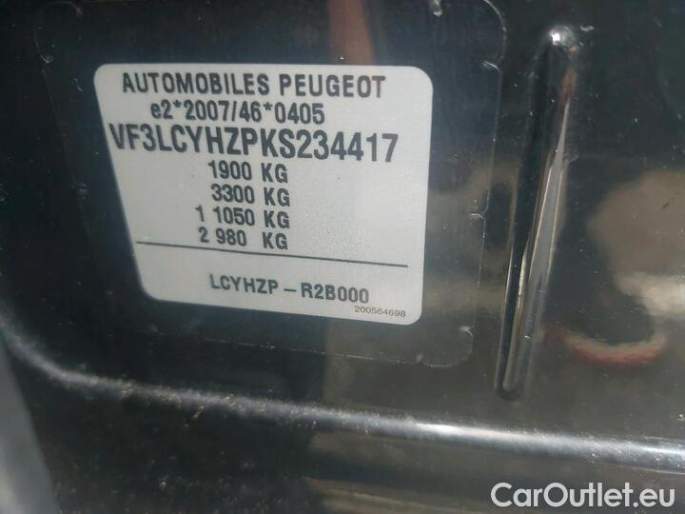 AUTOMOBILES PEUGEOT
e2*2007/46*0405
VF3LCYHZPKS234417
1900 KG
3300 KG
1 1050 KG
2 980 KG
LCYHZP - R2B000
200564698
CarOutlet.eu